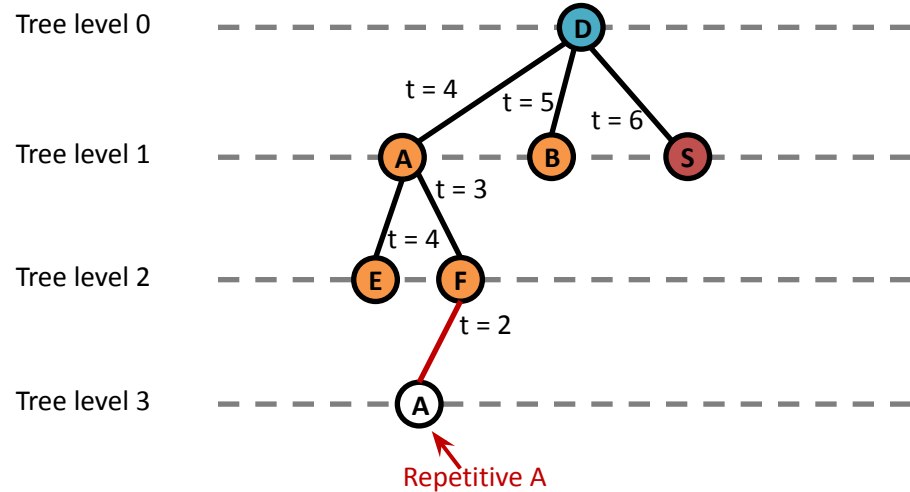 Tree level 0
D
t = 4
t = 5
t = 6
Tree level 1
A
B
S
t = 3
t = 4
Tree level 2
E
F
t = 2
Tree level 3
A
Repetitive A